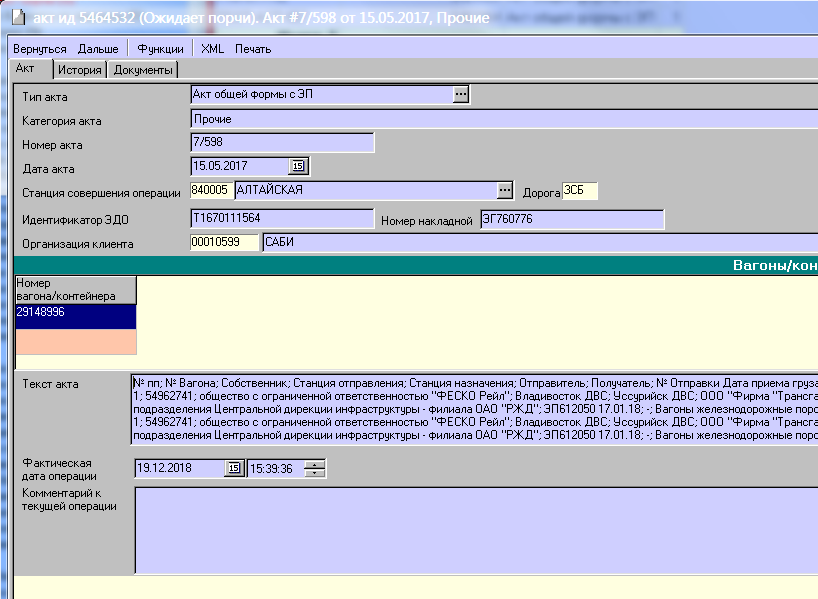 акт ид 5464532 (Ожидает порчи). Акт #7/598 от 15.05.2017, Прочие
Вернуться Дальше Функции XML Печать
Акт История Документы
Тип акта Акт общей формы с ЭП ...
Категория акта Прочие
Номер акта 7/598
Дата акта 15.05.2017 15
Станция совершения операции 840005 АЛТАЙСКАЯ ... Дорога ЗСБ
Идентификатор ЭДО Т1670111564 Номер накладной ЭГ760776
Организация клиента 00010599 САБИ
Вагоны/кон
Номер
вагона/контейнера
29148996
Текст акта
№ пп; № Вагона; Собственник; Станция отправления; Станция назначения; Отправитель; Получатель; № Отправки Дата приема груза
1; 54962741; общество с ограниченной ответственностью "ФЕСКО Рейл"; Владивосток ДВС; Уссурийск ДВС; ООО "Фирма "Трансга
подразделения Центральной дирекции инфраструктуры - филиала ОАО "РЖД"; ЭП612050 17.01.18; -; Вагоны железнодорожные поро
1; 54962741; общество с ограниченной ответственностью "ФЕСКО Рейл"; Владивосток ДВС; Уссурийск ДВС; ООО "Фирма "Трансга
подразделения Центральной дирекции инфраструктуры - филиала ОАО "РЖД"; ЭП612050 17.01.18; -; Вагоны железнодорожные поро
Фактическая
дата операции 19.12.2018 15 15:39:36
Комментарий к
текущей операции